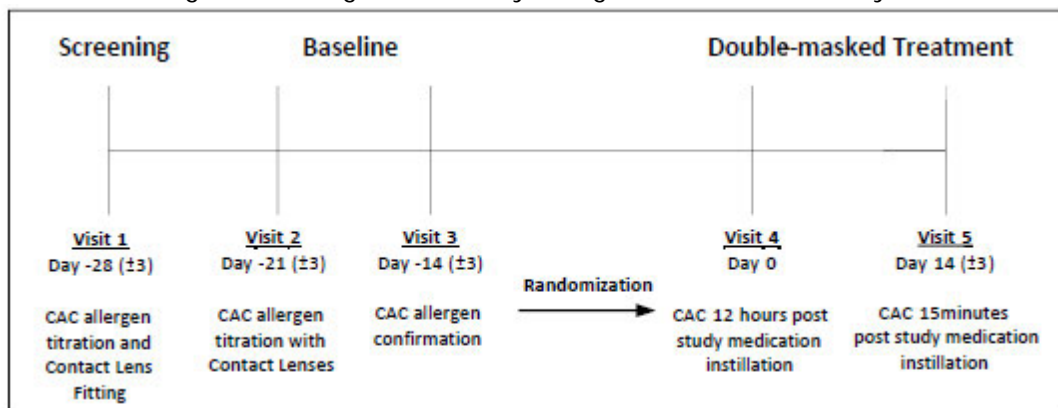 Screening Baseline Double-masked Treatment
Visit 1
Day -28 (±3)
CAC allergen
titration and
Contact Lens
Fitting
Visit 2
Day -21 (±3)
CAC allergen
titration with
Contact Lenses
Visit 3
Day -14 (±3)
CAC allergen
confirmation
Randomization
Visit 4
Day 0
CAC 12 hours post
study medication
instillation
Visit 5
Day 14 (±3)
CAC 15minutes
post study medication
instillation